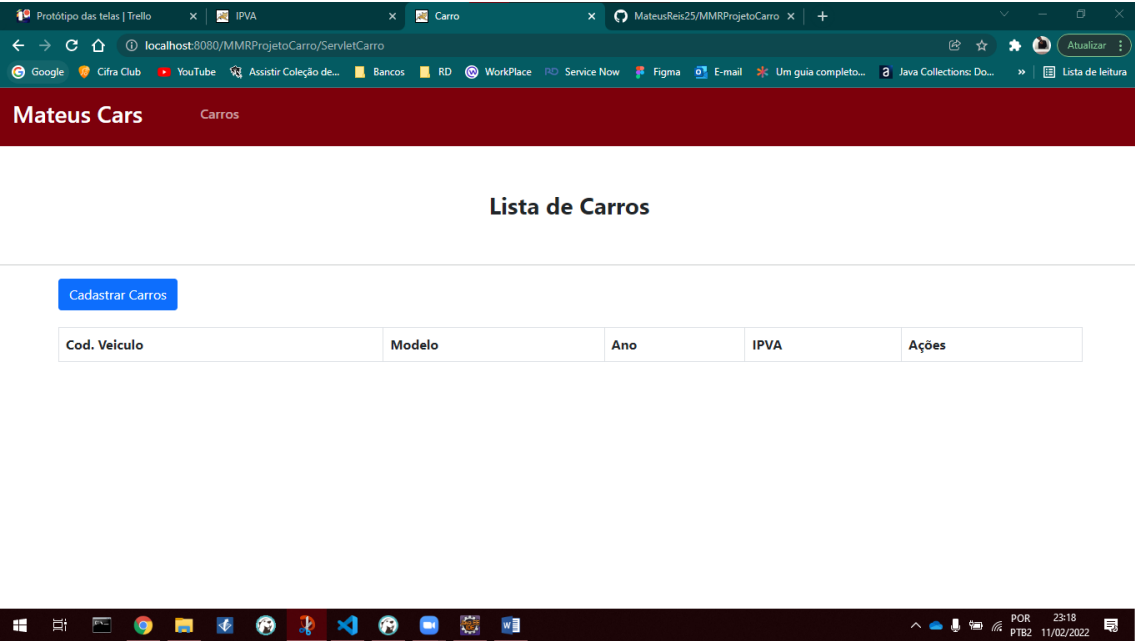 Protótipo das telas | Trello IPVA Carro MateusReis25/MMRProjetoCarro
localhost:8080/MMRProjetoCarro/ServletCarro Atualizar
Google Cifra Club YouTube Assistir Coleção de... Bancos RD WorkPlace RD Service Now Figma E-mail Um guia completo... a Java Collections: Do... » Lista de leitura
Mateus Cars Carros
Lista de Carros
Cadastrar Carros
Cod. Veiculo Modelo Ano IPVA Ações
POR 23:18
PTB2 11/02/2022